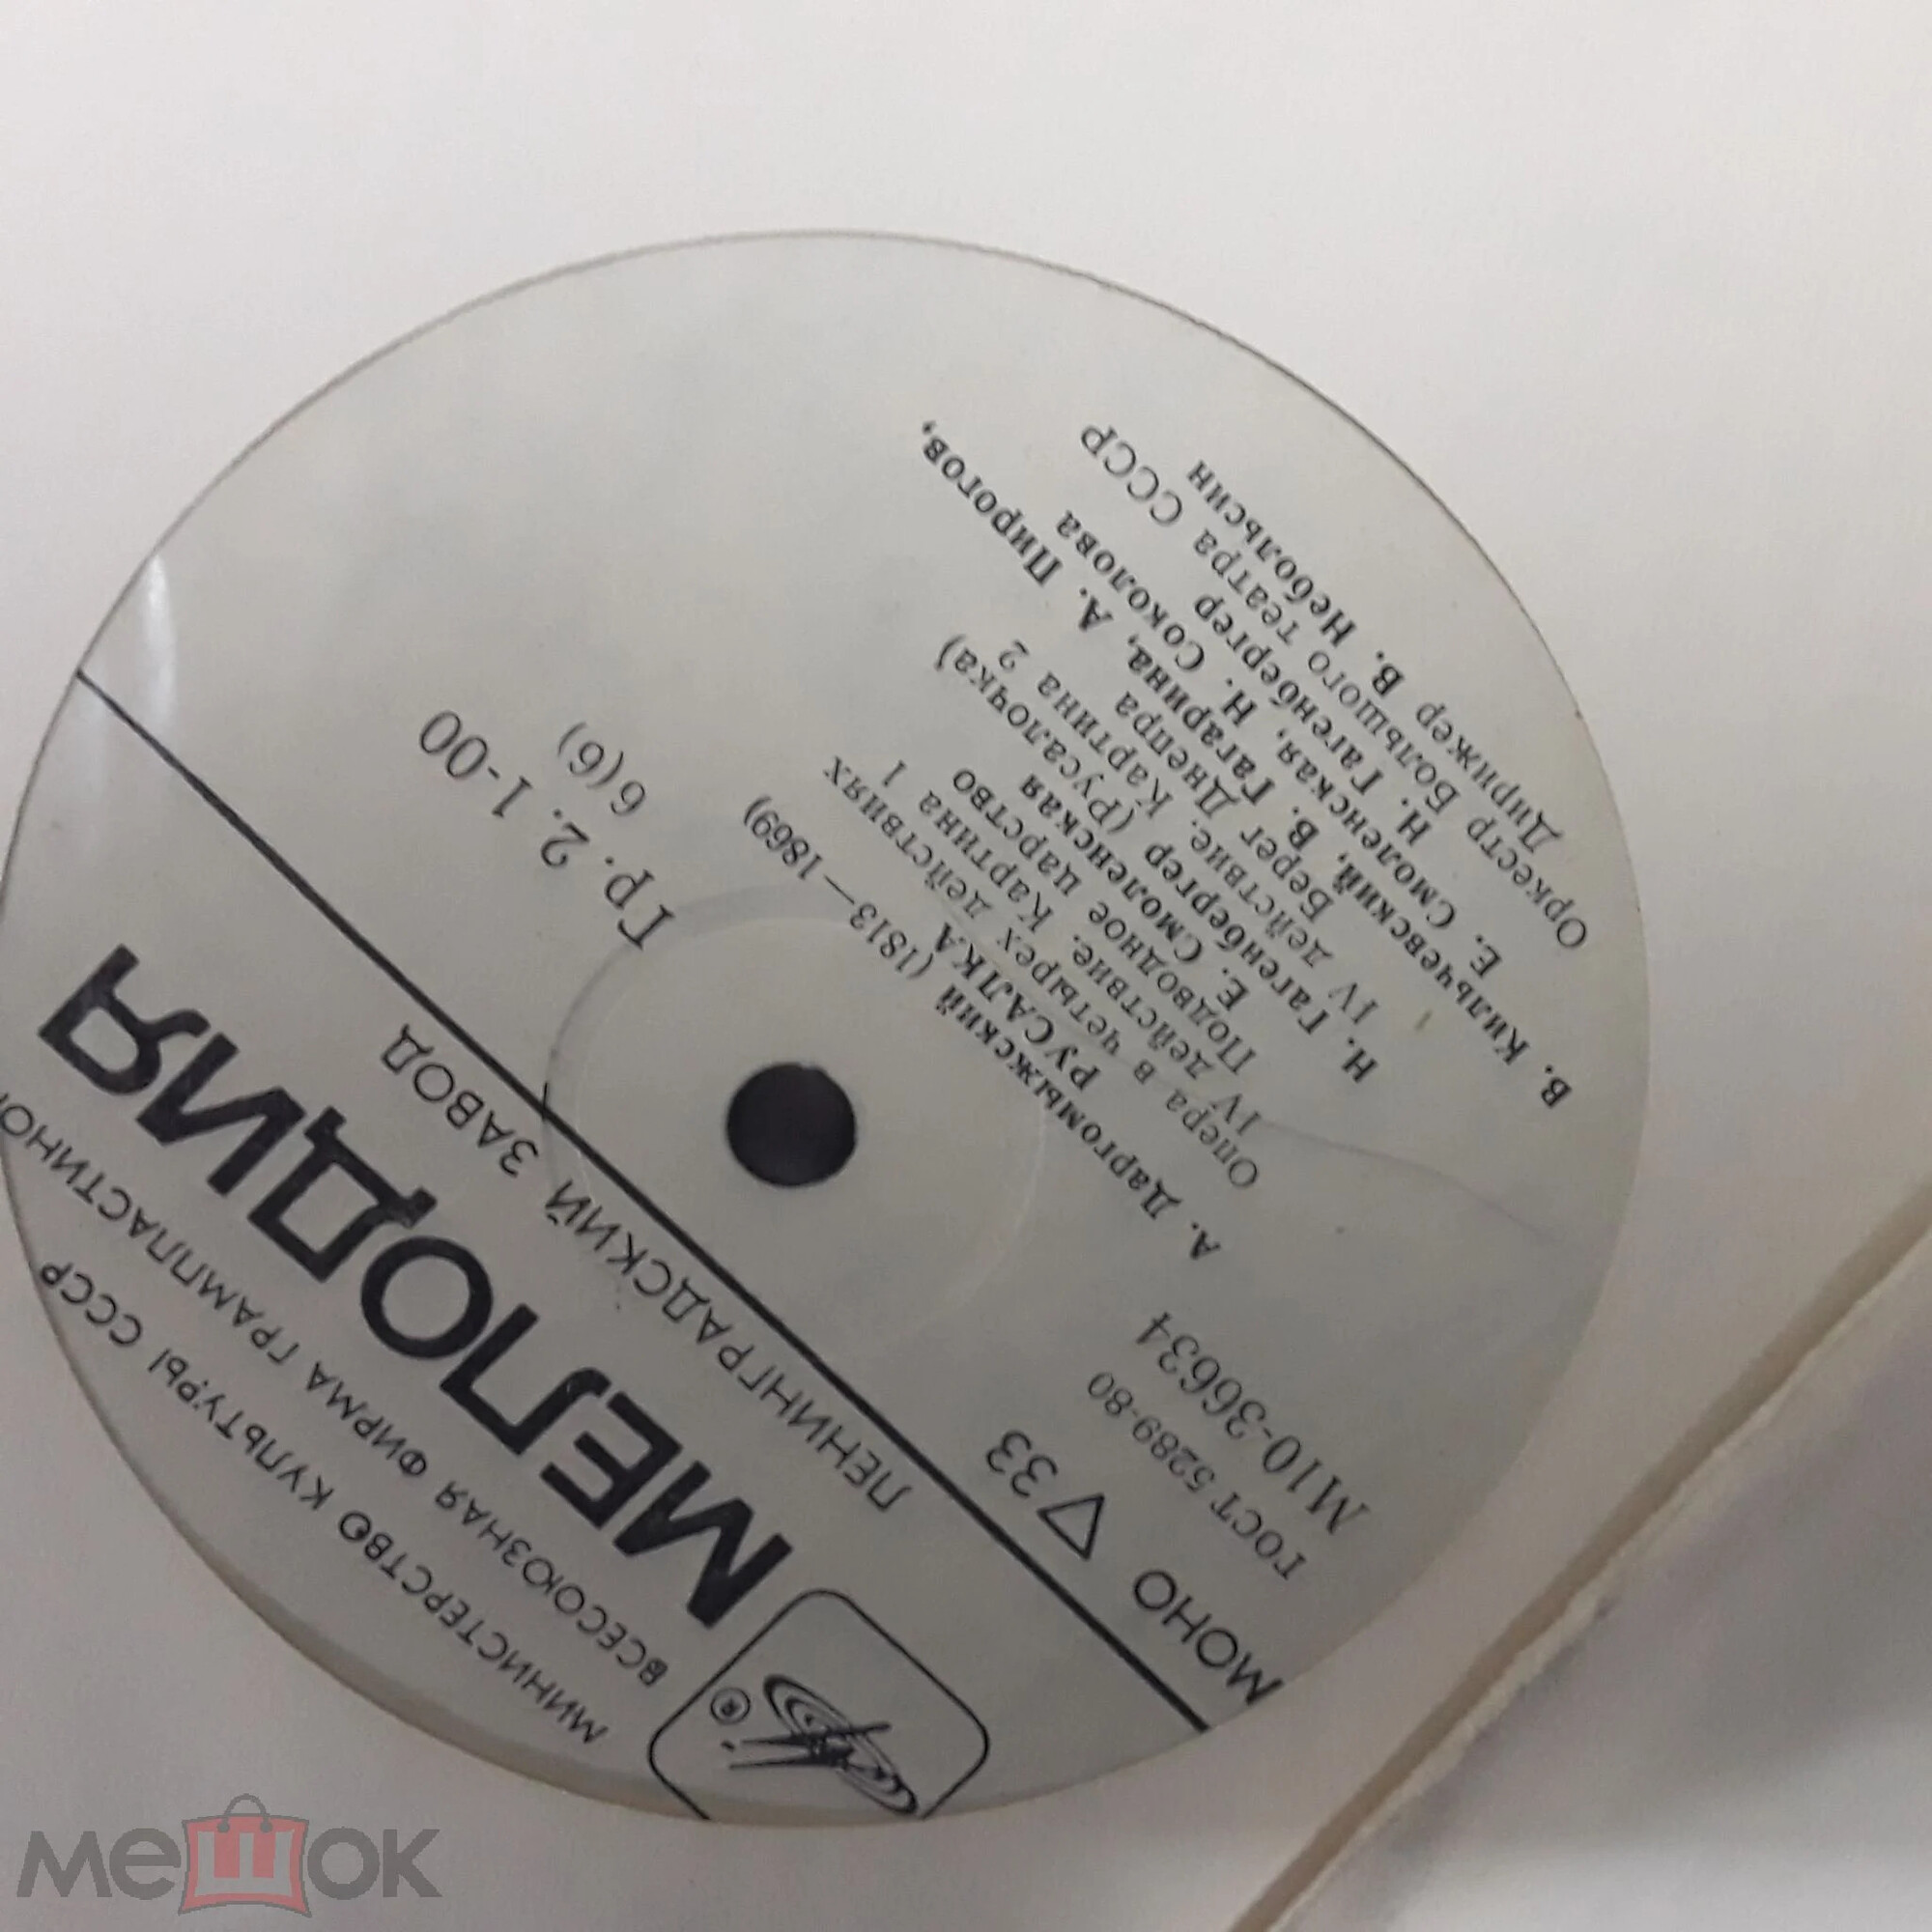 МИНИСТЕРСТВО КУЛЬТУРЫ СССР
ВСЕСОЮЗНАЯ ФИРМА ГРАМПЛАСТИНО
МЕЛОДИЯ
®
ЛЕНИНГРАДСКИЙ ЗАВОД
МОНО ▽ 33
ГОСТ 5289-80
М10-36634
Гр. 2. 1-00
6(6)
А. Даргомыжский (1813—1869)
РУСАЛКА
Опера в четырех действиях
IV действие. Картина 1
Подводное царство
Е. Смоленская
Н. Гагенбергер (Русалочка)
IV действие. Картина 2
Берег Днепра
В. Кильчевский, В. Гагарина, А. Пирогов,
Е. Смоленская, Н. Соколова
Н. Гагенбергер
Оркестр Большого театра СССР
Дирижер В. Небольсин
мешок